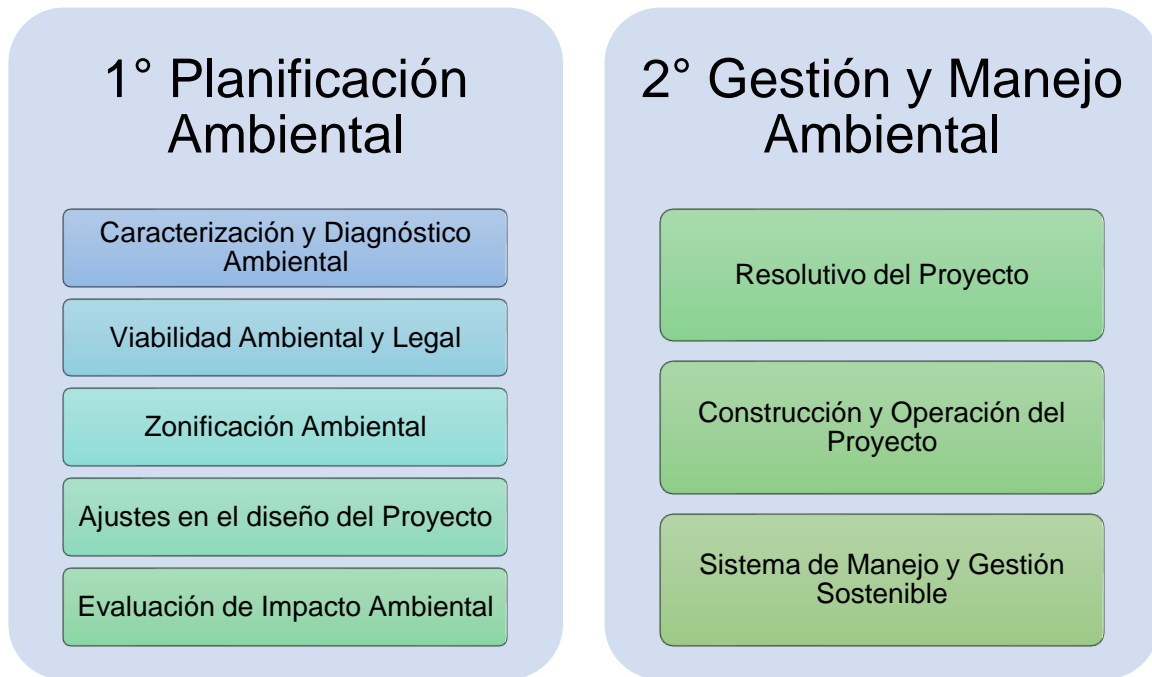 1° Planificación
Ambiental
Caracterización y Diagnóstico
Ambiental
Viabilidad Ambiental y Legal
Zonificación Ambiental
Ajustes en el diseño del Proyecto
Evaluación de Impacto Ambiental
2° Gestión y Manejo
Ambiental
Resolutivo del Proyecto
Construcción y Operación del
Proyecto
Sistema de Manejo y Gestión
Sostenible